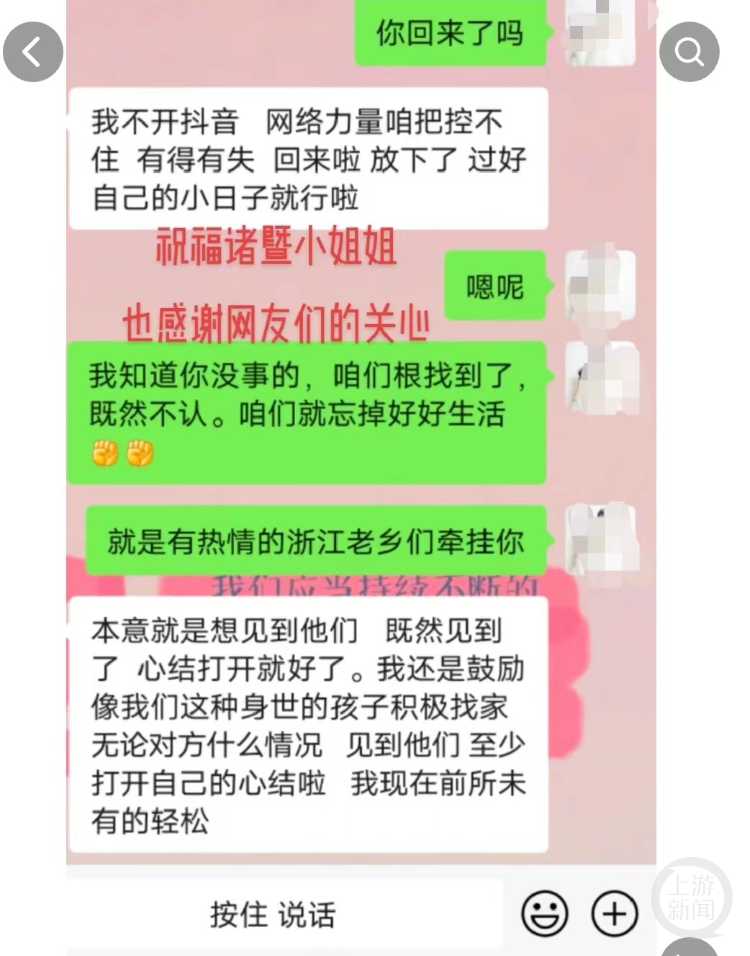 你回来了吗
我不开抖音 网络力量咱把控不
住 有得有失 回来啦 放下了 过好
自己的小日子就行啦
祝福诸暨小姐姐
嗯呢
也感谢网友们的关心
我知道你没事的，咱们根找到了，
既然不认。咱们就忘掉好好生活
✊✊
就是有热情的浙江老乡们牵挂你
我们应当持续不断的
本意就是想见到他们 既然见到
了 心结打开就好了。我还是鼓励
像我们这种身世的孩子积极找家
无论对方什么情况 见到他们 至少
打开自己的心结啦 我现在前所未
有的轻松
按住 说话
上游
新闻